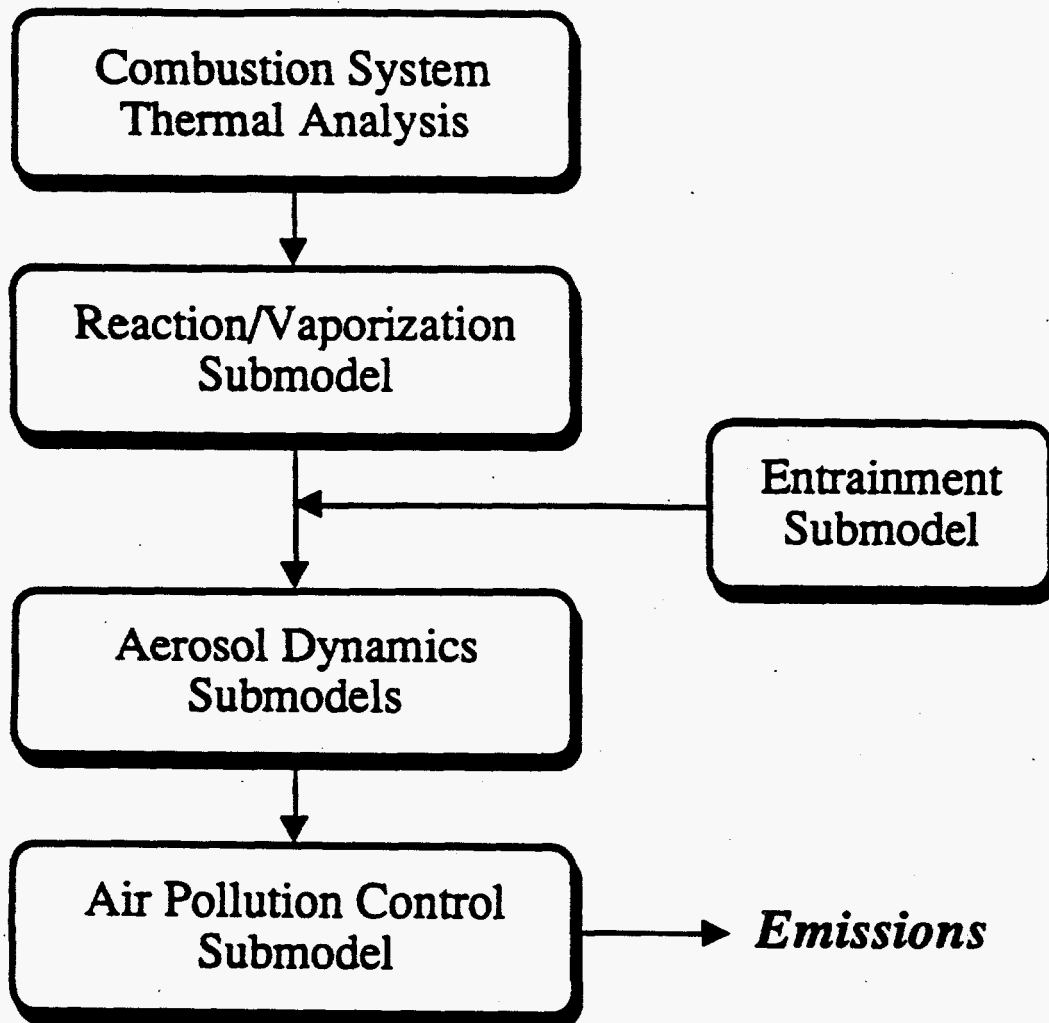 Combustion System
Thermal Analysis
Reaction/Vaporization
Submodel
Entrainment
Submodel
Aerosol Dynamics
Submodels
Air Pollution Control
Submodel
Emissions